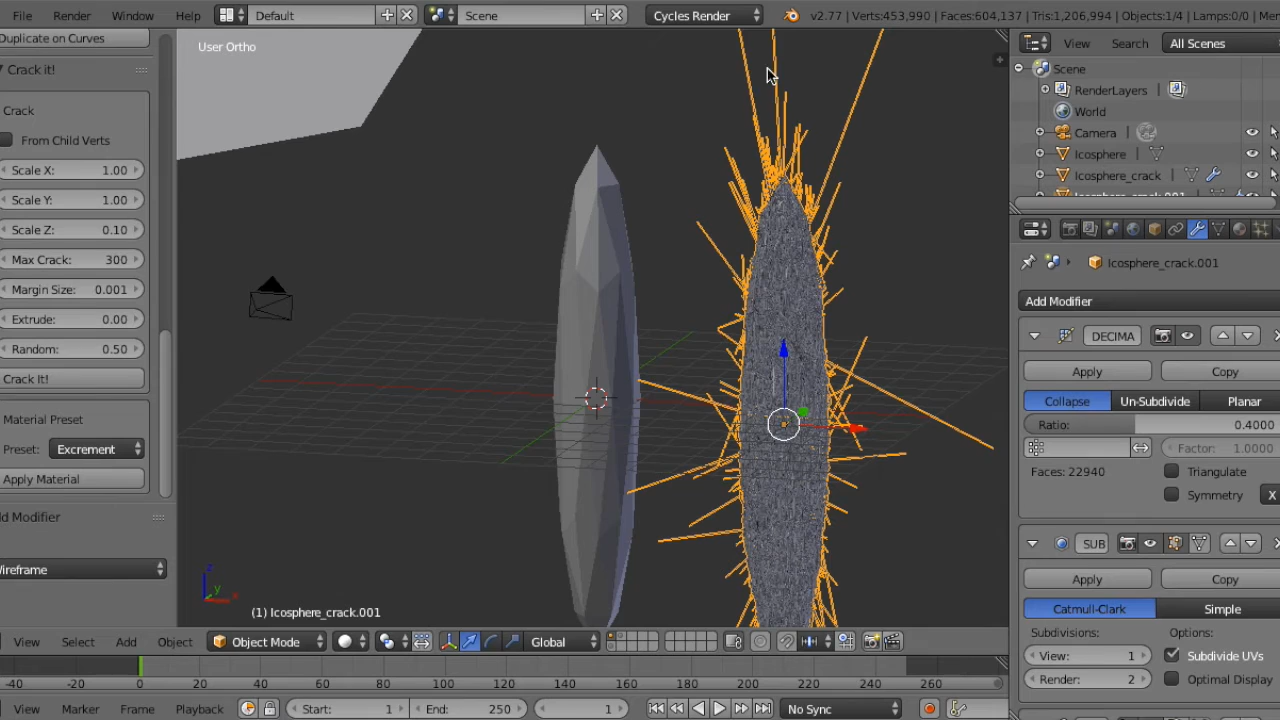 File Render Window Help Default Scene Cycles Render v2.77 | Verts:453,990 | Faces:604,137 | Tris:1,206,994 | Objects:1/4 | Lamps:0/0 |
Duplicate on Curves
Crack it!
Crack
From Child Verts
Scale X: 1.00
Scale Y: 1.00
Scale Z: 0.10
Max Crack: 300
Margin Size: 0.001
Extrude: 0.00
Random: 0.50
Crack It!
Material Preset
Preset: Excrement
Apply Material
dd Modifier
Wireframe
User Ortho
z
y
x
(1) Icosphere_crack.001
View Search All Scenes
Scene
RenderLayers |
World
Camera |
Icosphere |
Icosphere_crack |
Icosphere_crack.001
Icosphere_crack.001
Add Modifier
DECIMA
Apply Copy
Collapse Un-Subdivide Planar
Ratio: 0.4000
Factor: 1.0000
Faces: 22940 Triangulate
Symmetry X
SUB
Apply Copy
Catmull-Clark Simple
Subdivisions: Options:
View: 1 Subdivide UVs
Render: 2 Optimal Display
View Select Add Object Object Mode Global
-40 -20 0 20 40 60 80 100 120 140 160 180 200 220 240 260
View Marker Frame Playback Start: 1 End: 250 1 No Sync